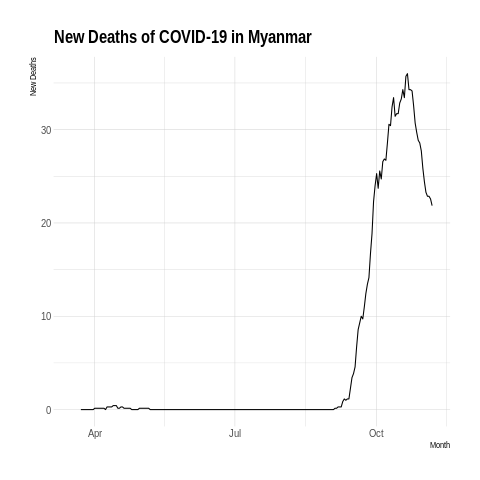 New Deaths of COVID-19 in Myanmar
New Deaths
30
20
10
0
Apr
Jul
Oct
Month